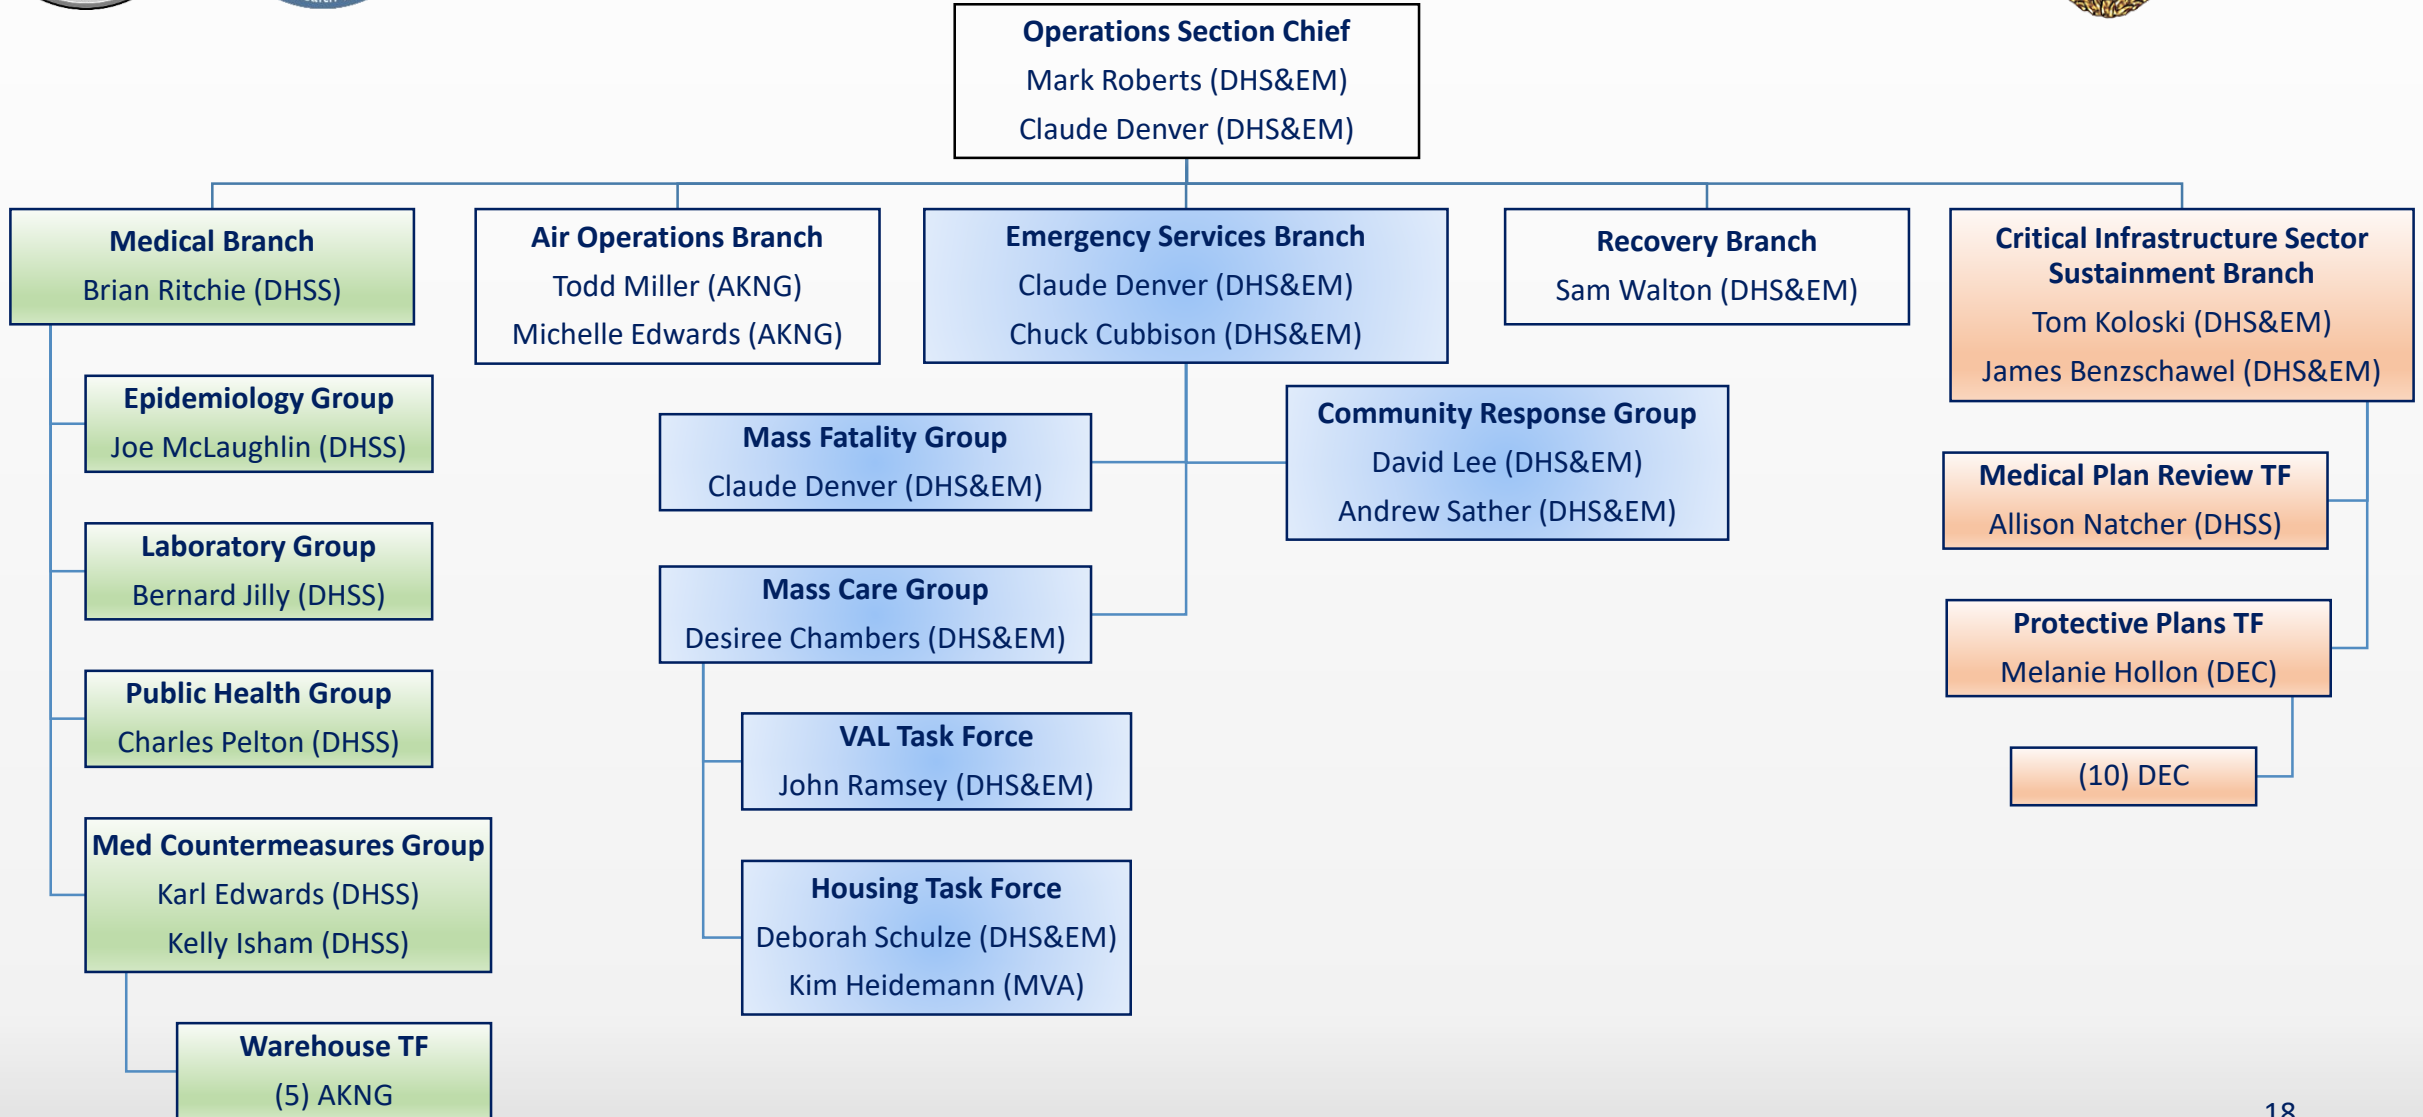 Operations Section Chief
Mark Roberts (DHS&EM)
Claude Denver (DHS&EM)
Medical Branch
Brian Ritchie (DHSS)
Epidemiology Group
Joe McLaughlin (DHSS)
Laboratory Group
Bernard Jilly (DHSS)
Public Health Group
Charles Pelton (DHSS)
Med Countermeasures Group
Karl Edwards (DHSS)
Kelly Isham (DHSS)
Warehouse TF
(5) AKNG
Air Operations Branch
Todd Miller (AKNG)
Michelle Edwards (AKNG)
Emergency Services Branch
Claude Denver (DHS&EM)
Chuck Cubbison (DHS&EM)
Mass Fatality Group
Claude Denver (DHS&EM)
Community Response Group
David Lee (DHS&EM)
Andrew Sather (DHS&EM)
Mass Care Group
Desiree Chambers (DHS&EM)
VAL Task Force
John Ramsey (DHS&EM)
Housing Task Force
Deborah Schulze (DHS&EM)
Kim Heidemann (MVA)
Recovery Branch
Sam Walton (DHS&EM)
Critical Infrastructure Sector
Sustainment Branch
Tom Koloski (DHS&EM)
James Benzschawel (DHS&EM)
Medical Plan Review TF
Allison Natcher (DHSS)
Protective Plans TF
Melanie Hollon (DEC)
(10) DEC
18